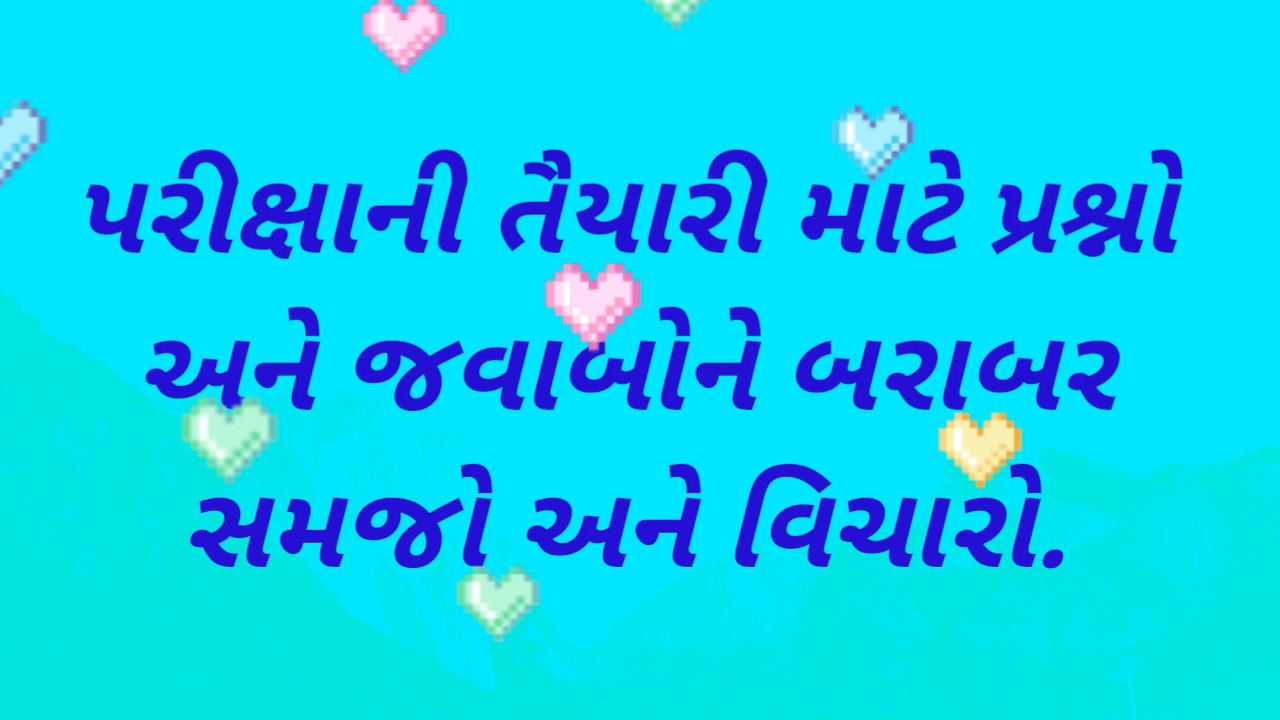 પરીક્ષાની તૈયારી માટે પ્રશ્નો
અને જવાબોને બરાબર
સમજો અને વિચારો.